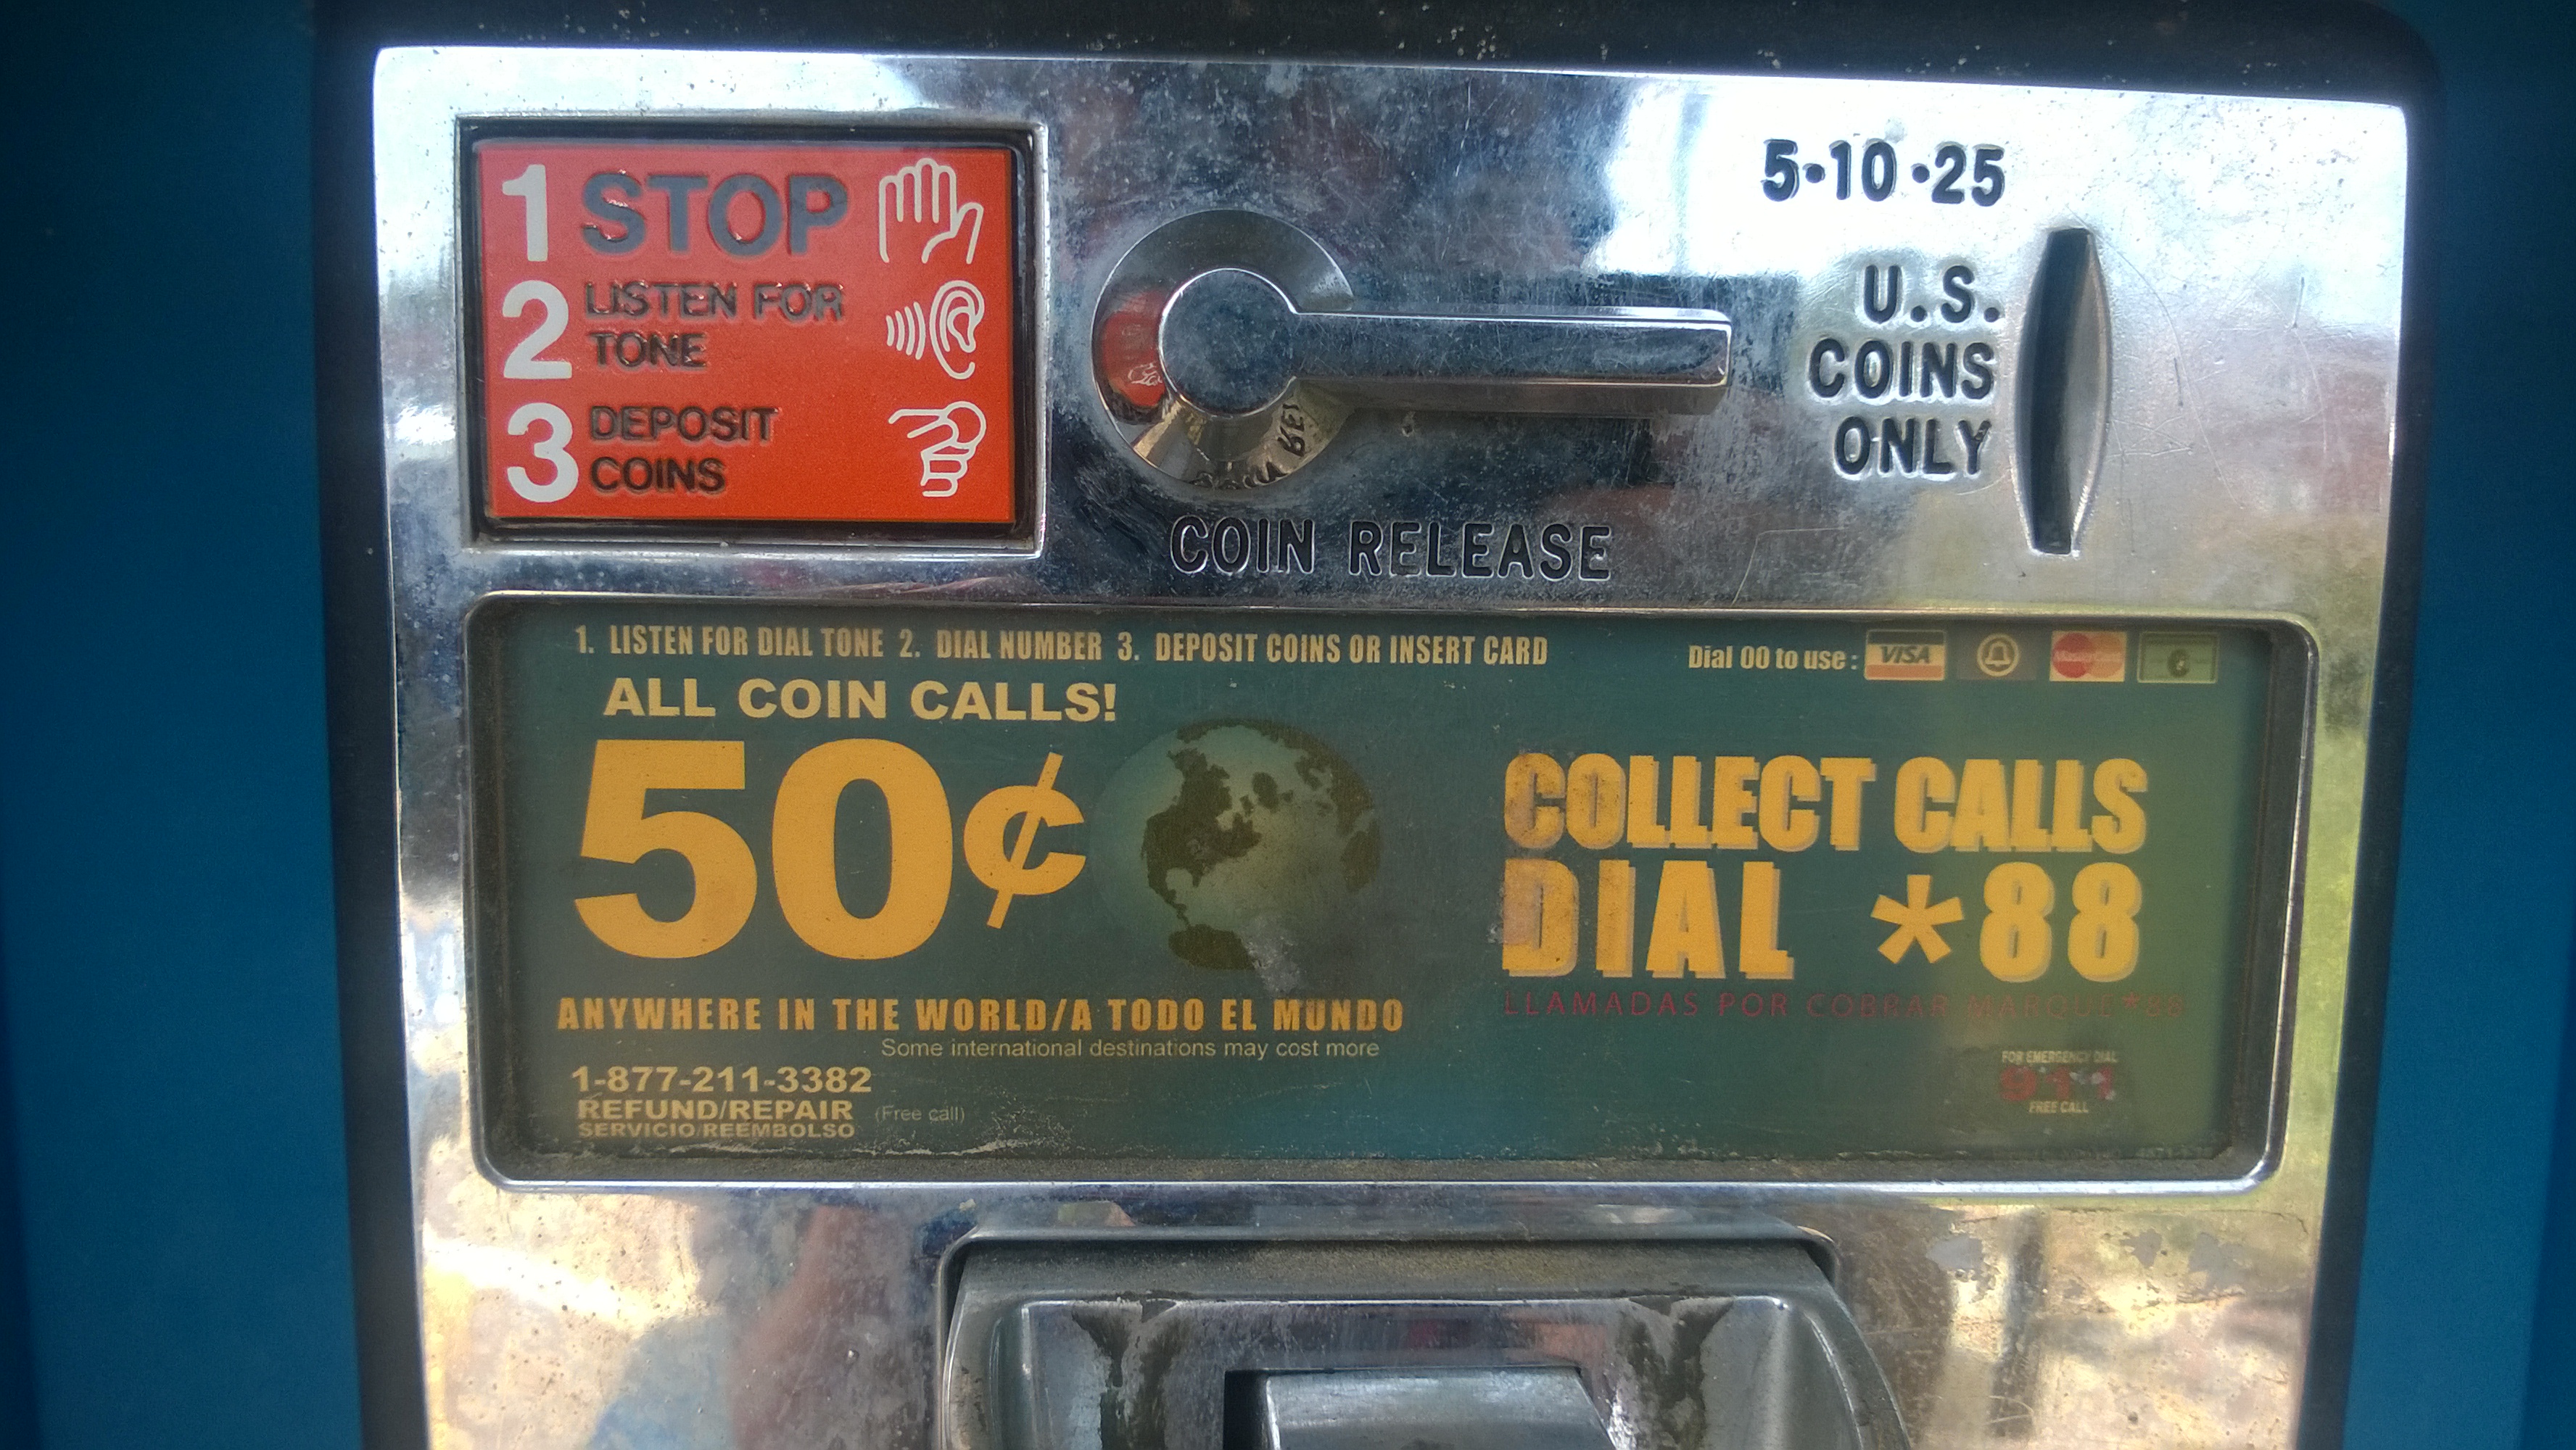 1 STOP
2 LISTEN FOR
TONE
3 DEPOSIT
COINS
5•10•25
U.S.
COINS
ONLY
COIN RELEASE
1. LISTEN FOR DIAL TONE 2. DIAL NUMBER 3. DEPOSIT COINS OR INSERT CARD
Dial 00 to use : VISA MasterCard
ALL COIN CALLS!
50¢
ANYWHERE IN THE WORLD/A TODO EL MUNDO
Some international destinations may cost more
1-877-211-3382
REFUND/REPAIR (Free call)
SERVICIO/REEMBOLSO
COLLECT CALLS
DIAL *88
LLAMADAS POR COBRAR MARQUE*88
FOR EMERGENCY DIAL
911
FREE CALL